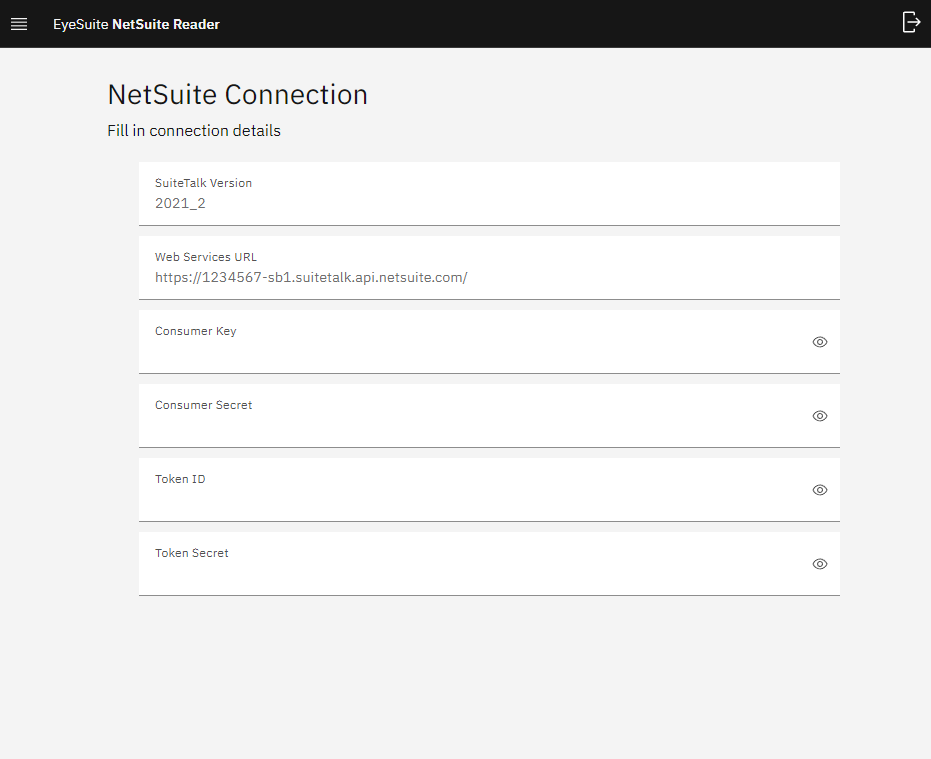 EyeSuite NetSuite Reader
NetSuite Connection
Fill in connection details
SuiteTalk Version
2021_2
Web Services URL
https://1234567-sb1.suitetalk.api.netsuite.com/
Consumer Key
Consumer Secret
Token ID
Token Secret